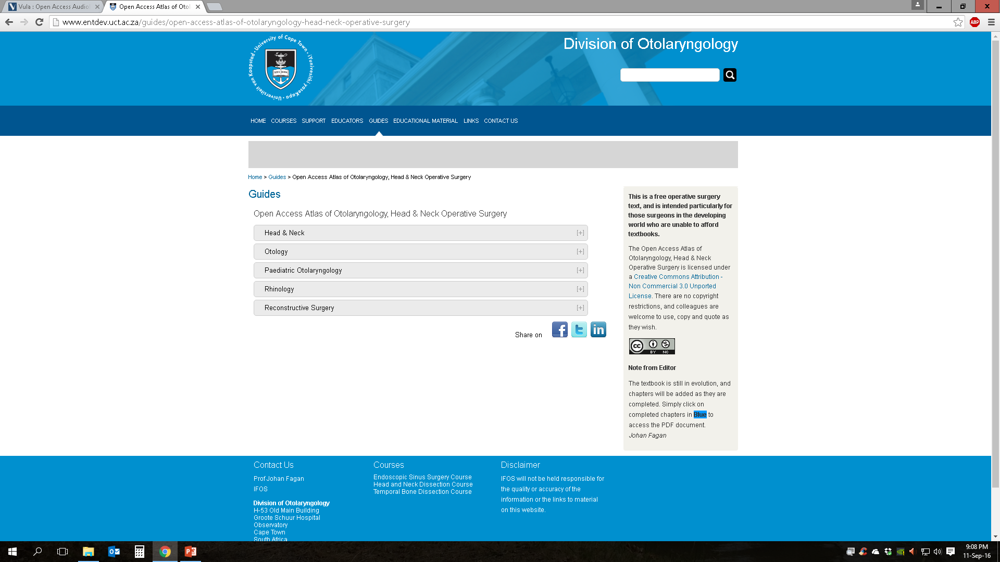 Vula : Open Access Audio
Open Access Atlas of Otol
www.entdev.uct.ac.za/guides/open-access-atlas-of-otolaryngology-head-neck-operative-surgery
ABP
University of Cape Town · iYunivesithi yaseKapa · Universiteit van Kaapstad ·
SPES BONA
Division of Otolaryngology
HOME COURSES SUPPORT EDUCATORS GUIDES EDUCATIONAL MATERIAL LINKS CONTACT US
Home > Guides > Open Access Atlas of Otolaryngology, Head & Neck Operative Surgery
Guides
Open Access Atlas of Otolaryngology, Head & Neck Operative Surgery
Head & Neck [+]
Otology [+]
Paediatric Otolaryngology [+]
Rhinology [+]
Reconstructive Surgery [+]
Share on
This is a free operative surgery
text, and is intended particularly for
those surgeons in the developing
world who are unable to afford
textbooks.
The Open Access Atlas of
Otolaryngology, Head & Neck
Operative Surgery is licensed under
a Creative Commons Attribution -
Non Commercial 3.0 Unported
License. There are no copyright
restrictions, and colleagues are
welcome to use, copy and quote as
they wish.
cc BY NC
Note from Editor
The textbook is still in evolution, and
chapters will be added as they are
completed. Simply click on
completed chapters in Blue to
access the PDF document.
Johan Fagan
Contact Us
Prof Johan Fagan
IFOS
Division of Otolaryngology
H-53 Old Main Building
Groote Schuur Hospital
Observatory
Cape Town
South Africa
Courses
Endoscopic Sinus Surgery Course
Head and Neck Dissection Course
Temporal Bone Dissection Course
Disclaimer
IFOS will not be held responsible for
the quality or accuracy of the
information or the links to material
on this website.
9:08 PM
11-Sep-16